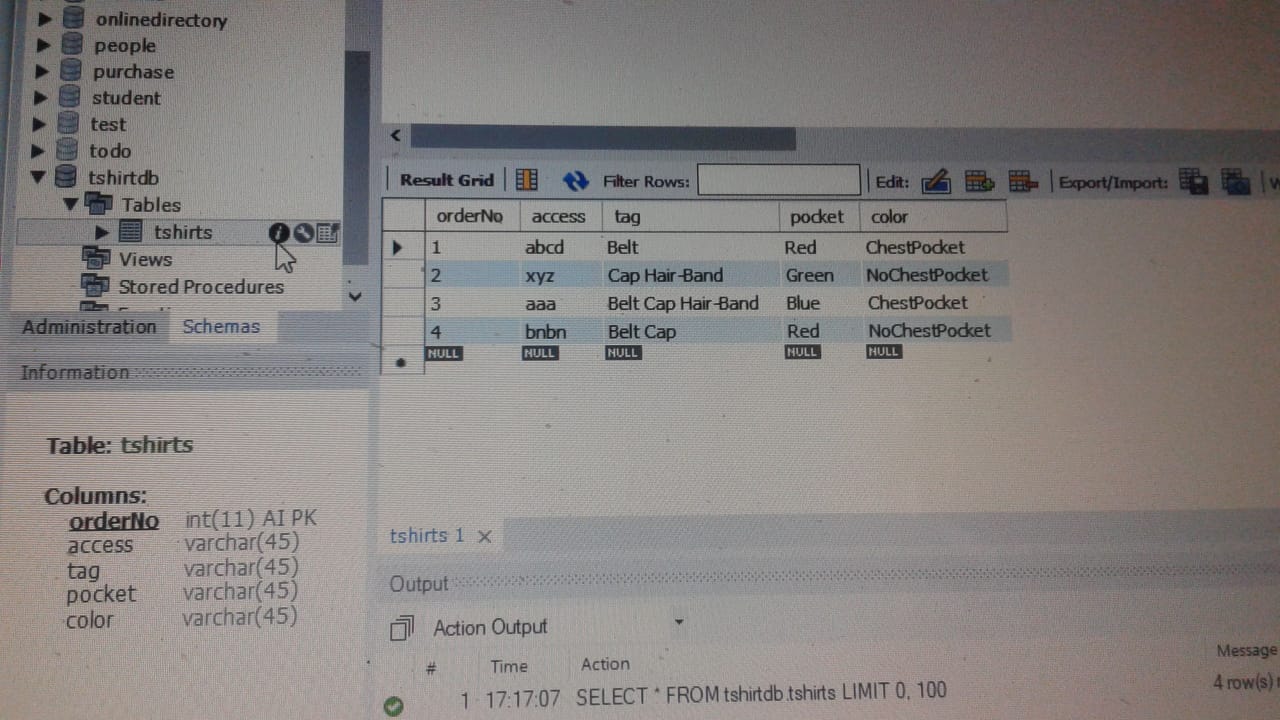 onlinedirectory
people
purchase
student
test
todo
tshirtdb
Tables
tshirts
Views
Stored Procedures
Administration Schemas
Information
Table: tshirts
Columns:
orderNo int(11) AI PK
access varchar(45)
tag varchar(45)
pocket varchar(45)
color varchar(45)
Result Grid Filter Rows: Edit: Export/Import:
orderNo access tag pocket color
1 abcd Belt Red ChestPocket
2 xyz Cap Hair-Band Green NoChestPocket
3 aaa Belt Cap Hair-Band Blue ChestPocket
4 bnbn Belt Cap Red NoChestPocket
NULL NULL NULL NULL NULL
tshirts 1
Output
Action Output
# Time Action Message
1 17:17:07 SELECT * FROM tshirtdb.tshirts LIMIT 0, 100 4 row(s)